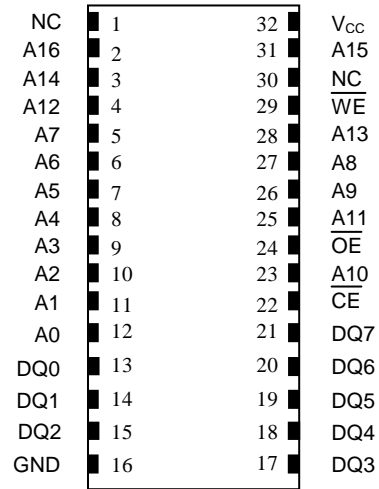 NC 1 32 VCC
A16 2 31 A15
A14 3 30 NC
A12 4 29 WE
A7 5 28 A13
A6 6 27 A8
A5 7 26 A9
A4 8 25 A11
A3 9 24 OE
A2 10 23 A10
A1 11 22 CE
A0 12 21 DQ7
DQ0 13 20 DQ6
DQ1 14 19 DQ5
DQ2 15 18 DQ4
GND 16 17 DQ3